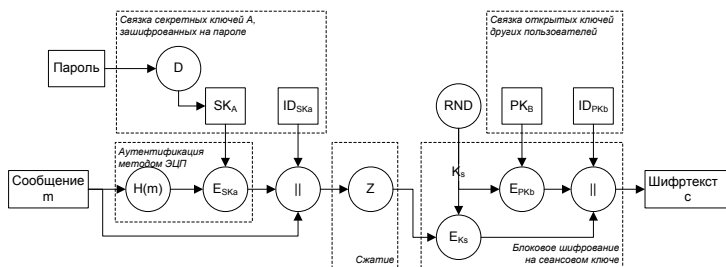 Связка секретных ключей А,
зашифрованных на пароле
Связка открытых ключей
других пользователей
Пароль
D
SKA
IDSKa
RND
PKB
IDPKb
Аутентификация
методом ЭЦП
Ks
Сообщение
m
H(m)
ESKa
||
Z
EPKb
||
Шифртекст
c
EKs
Сжатие
Блоковое шифрование
на сеансовом ключе